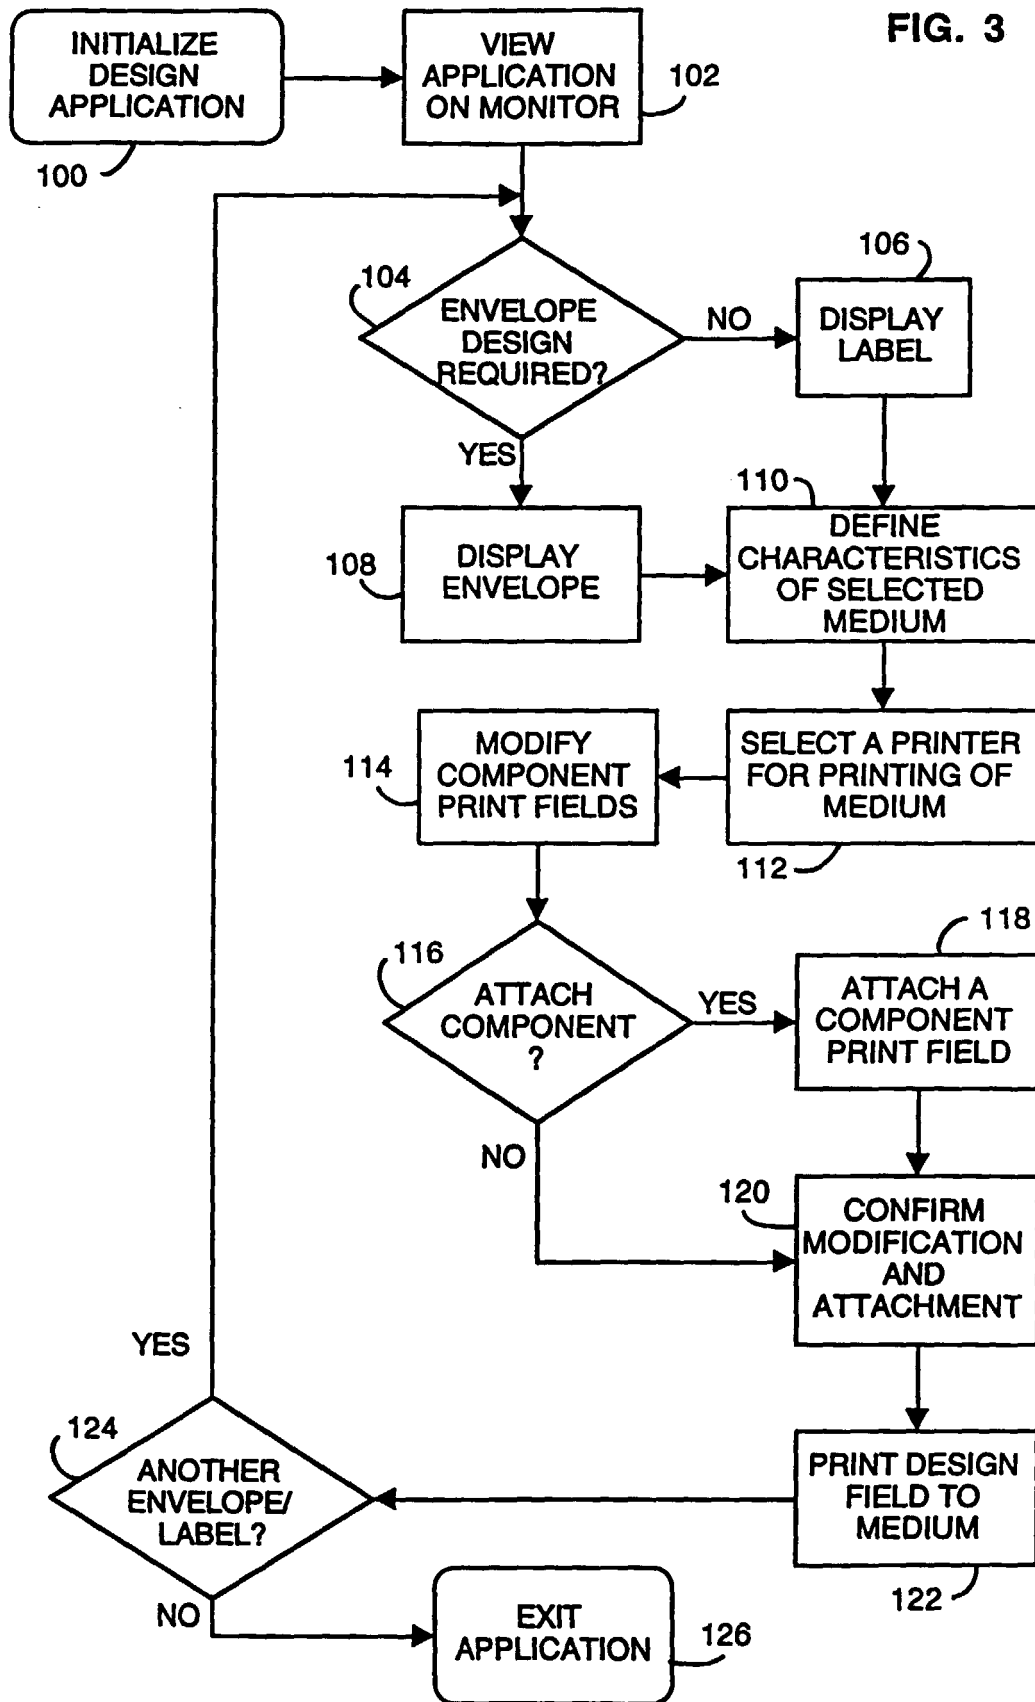 FIG. 3
INITIALIZE
DESIGN
APPLICATION
100
VIEW
APPLICATION
ON MONITOR
102
104
ENVELOPE
DESIGN
REQUIRED?
NO
106
DISPLAY
LABEL
YES
108
DISPLAY
ENVELOPE
110
DEFINE
CHARACTERISTICS
OF SELECTED
MEDIUM
114
MODIFY
COMPONENT
PRINT FIELDS
SELECT A PRINTER
FOR PRINTING OF
MEDIUM
112
116
ATTACH
COMPONENT
?
YES
118
ATTACH A
COMPONENT
PRINT FIELD
NO
120
CONFIRM
MODIFICATION
AND
ATTACHMENT
YES
124
ANOTHER
ENVELOPE/
LABEL?
PRINT DESIGN
FIELD TO
MEDIUM
122
NO
EXIT
APPLICATION
126